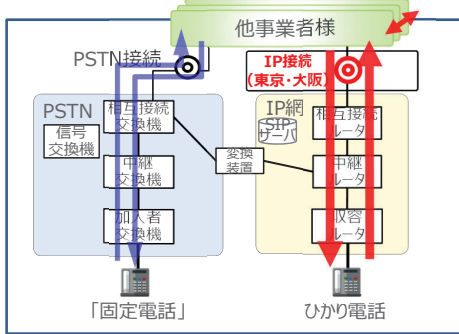 他事業者様
PSTN接続
IP接続
(東京・大阪)
PSTN
信号
交換機
相互接続
交換機
中継
交換機
加入者
交換機
変換
装置
IP網
SIP
サーバ
相互接続
ルータ
中継
ルータ
収容
ルータ
「固定電話」
ひかり電話